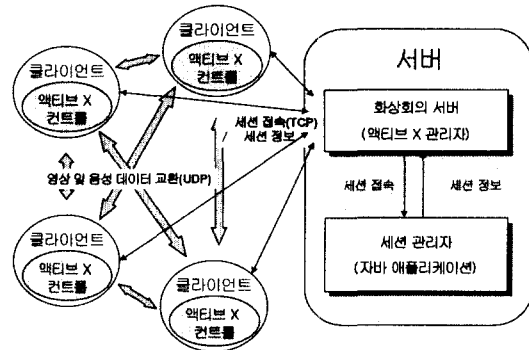 클라이언트
액티브 X
컨트롤
클라이언트
액티브 X
컨트롤
서버
화상회의 서버
(액티브 X 관리자)
세션 접속(TCP)
세션 정보
영상 및 음성 데이터 교환(UDP)
세션 접속
세션 정보
클라이언트
액티브 X
컨트롤
세션 관리자
(자바 애플리케이션)
클라이언트
액티브 X
컨트롤